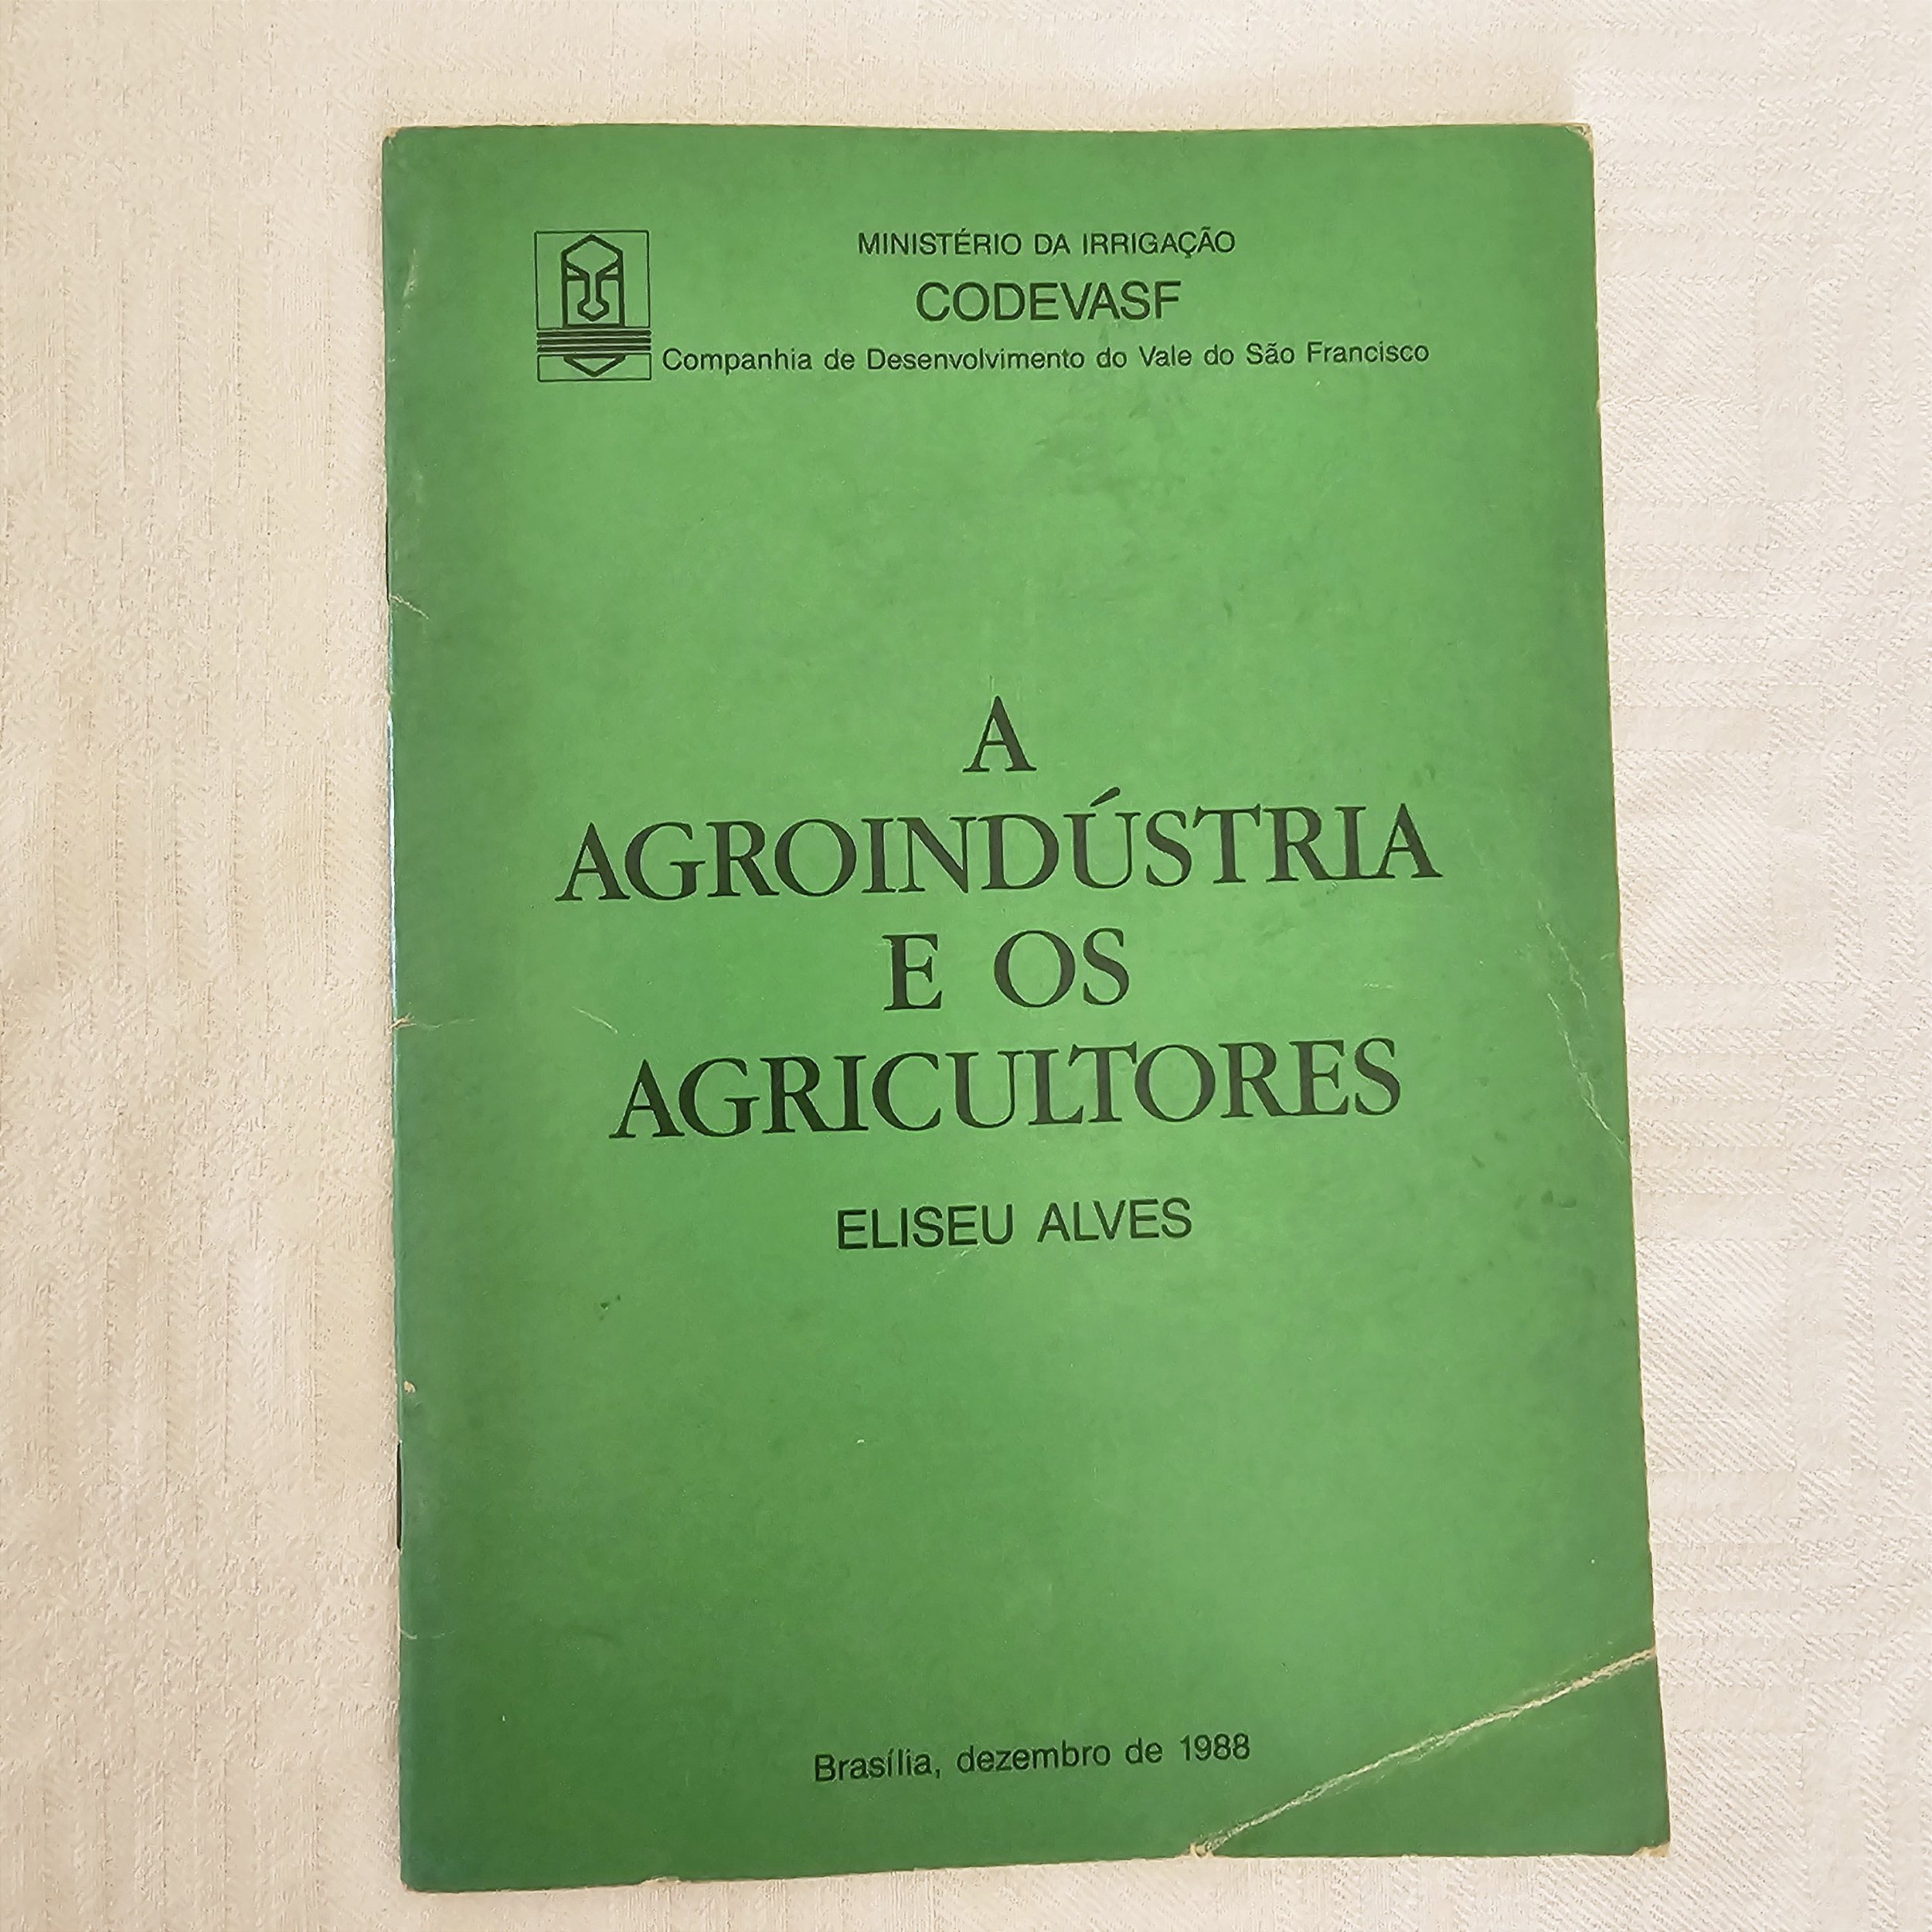 MINISTÉRIO DA IRRIGAÇÃO
CODEVASF
Companhia de Desenvolvimento do Vale do São Francisco
A
AGROINDÚSTRIA
E OS
AGRICULTORES
ELISEU ALVES
Brasília, dezembro de 1988